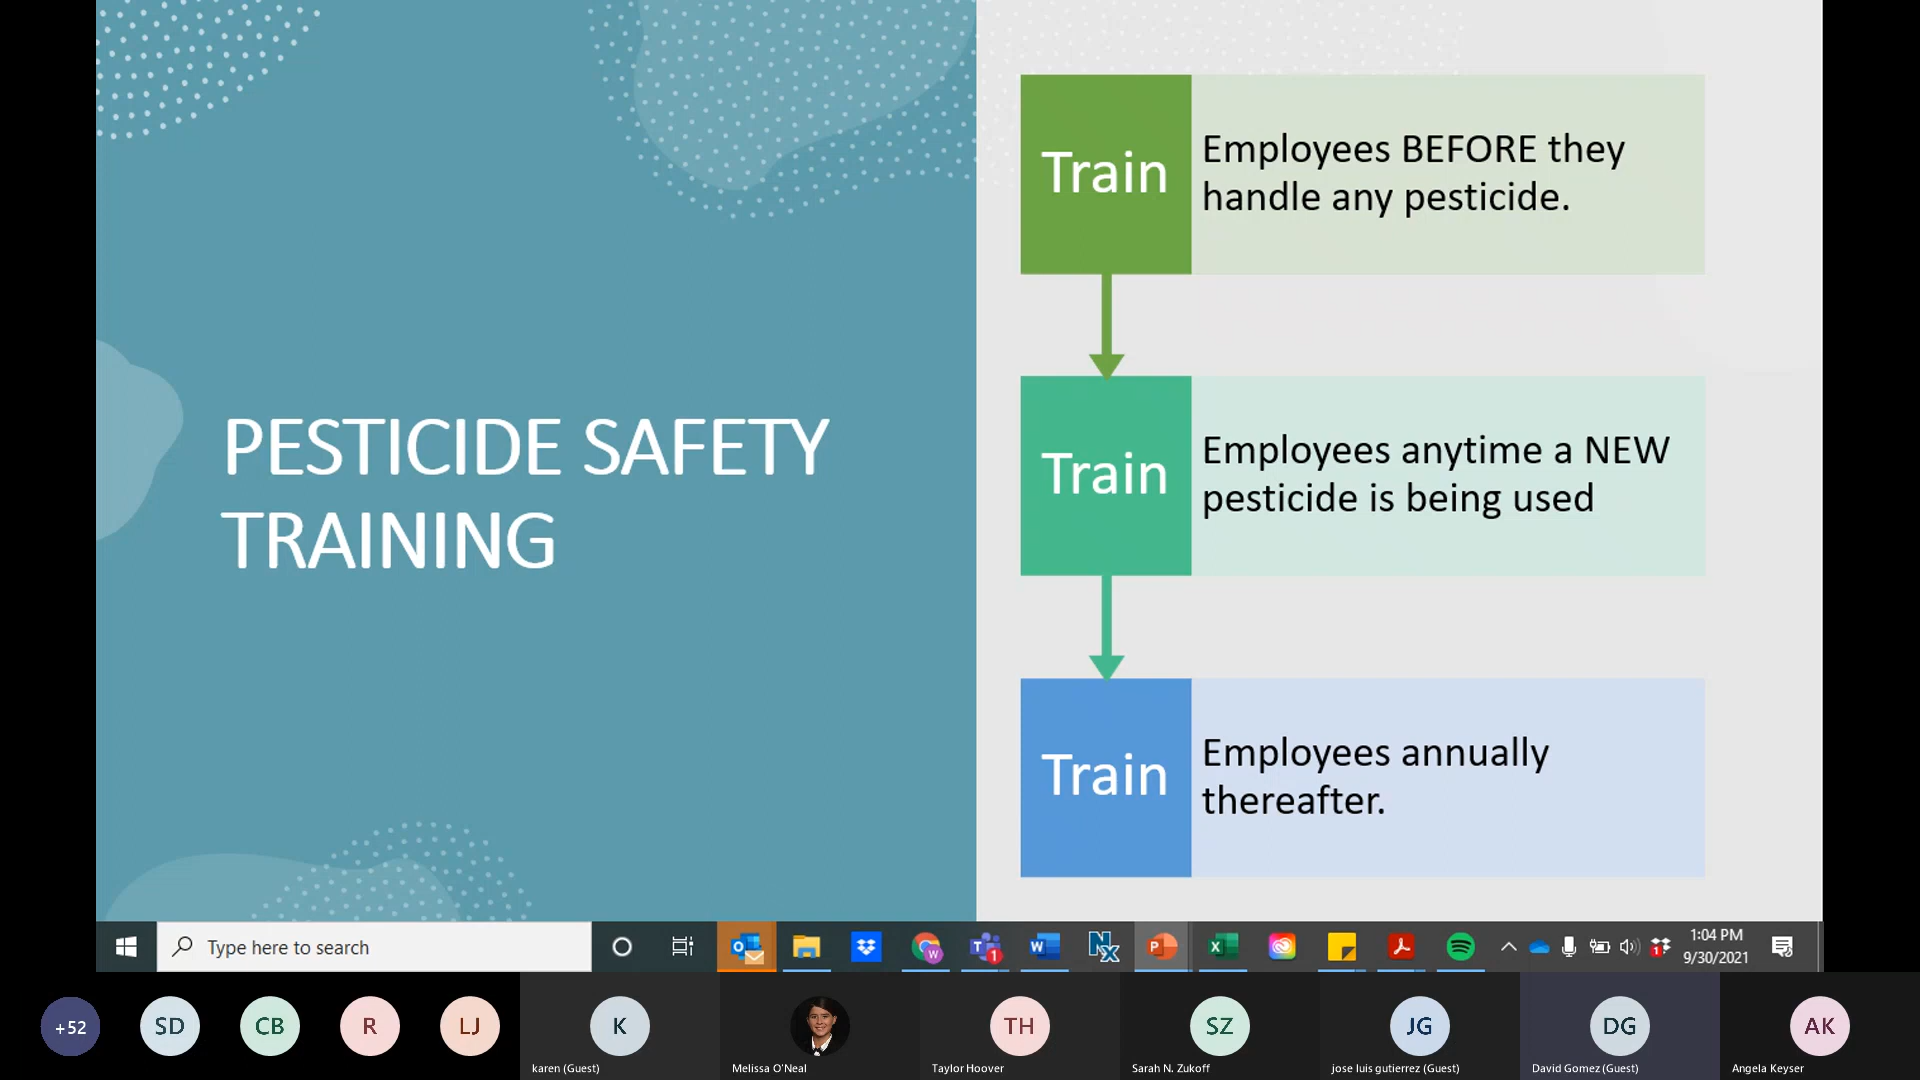 PESTICIDE SAFETY
TRAINING
Train
Employees BEFORE they
handle any pesticide.
Train
Employees anytime a NEW
pesticide is being used
Train
Employees annually
thereafter.
Type here to search
W
T
1
W
N
X
P
X
1
1:04 PM
9/30/2021
+52
SD
CB
R
LJ
K
TH
SZ
JG
DG
AK
karen (Guest)
Melissa O'Neal
Taylor Hoover
Sarah N. Zukoff
jose luis gutierrez (Guest)
David Gomez (Guest)
Angela Keyser